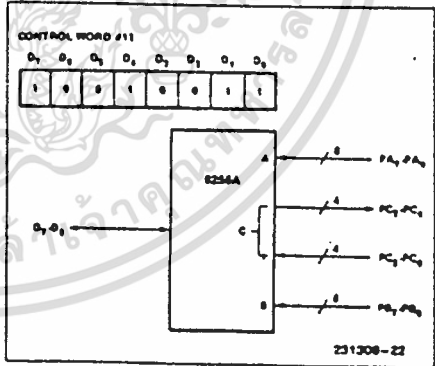 CONTROL WORD #11
D7 D6 D5 D4 D3 D2 D1 D0
1 0 0 1 0 0 1 1
8255A
A
8
PA7-PA0
4
PC7-PC4
C
D7-D0
4
PC3-PC0
B
8
PB7-PB0
231308-22